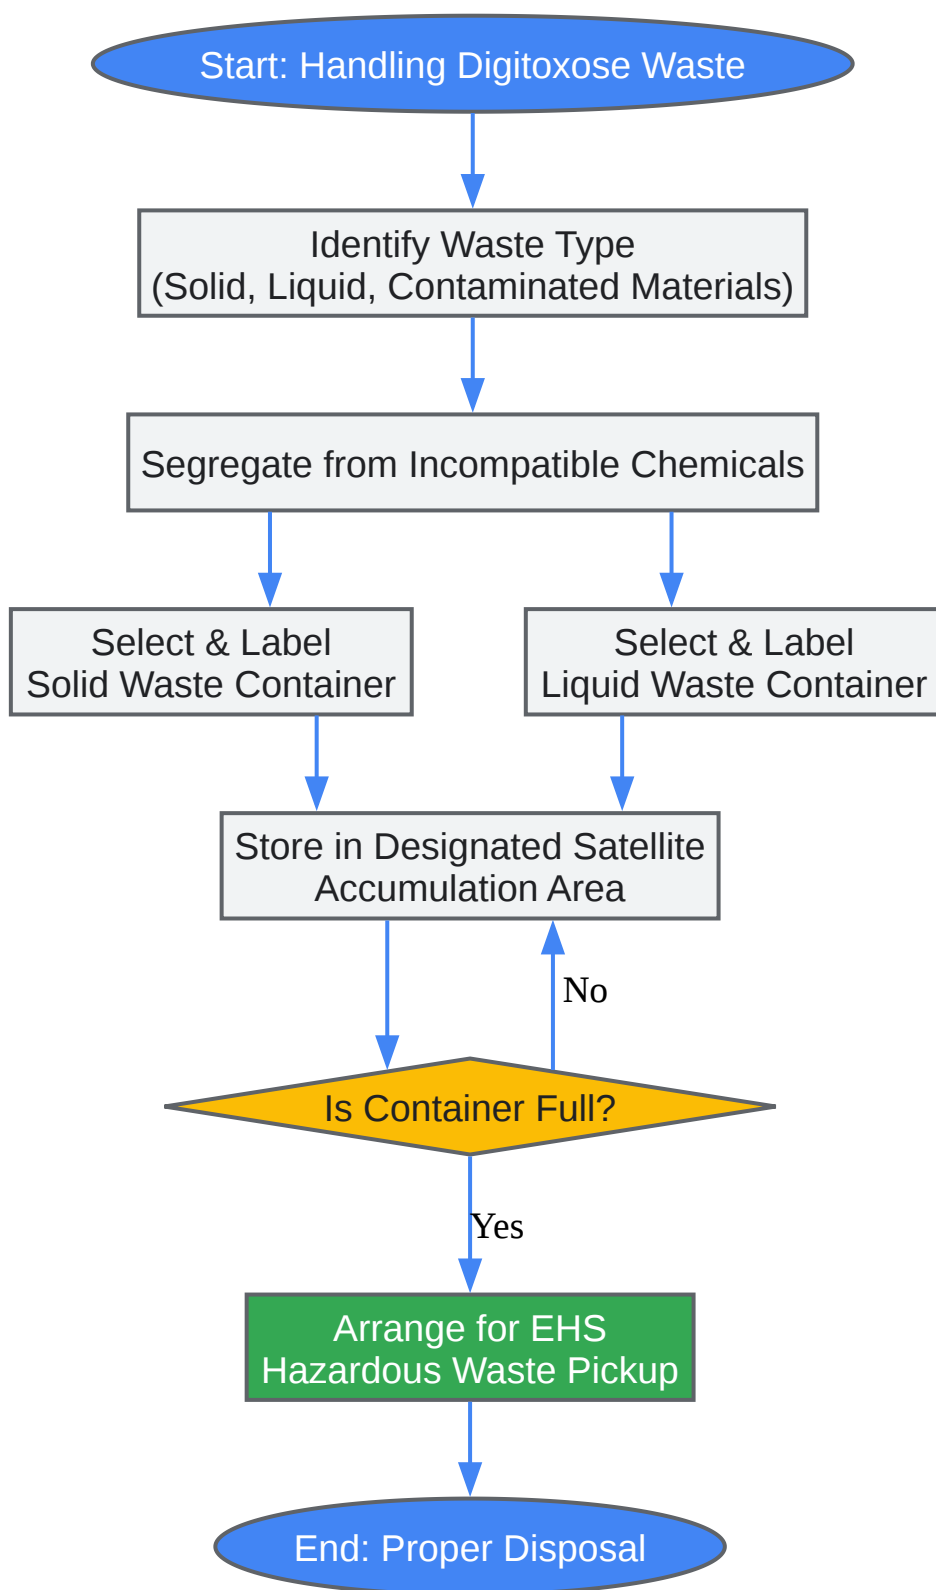 Start: Handling Digitoxose Waste
Identify Waste Type
(Solid, Liquid, Contaminated Materials)
Segregate from Incompatible Chemicals
Select & Label
Solid Waste Container
Select & Label
Liquid Waste Container
Store in Designated Satellite
Accumulation Area
No
Is Container Full?
Yes
Arrange for EHS
Hazardous Waste Pickup
End: Proper Disposal